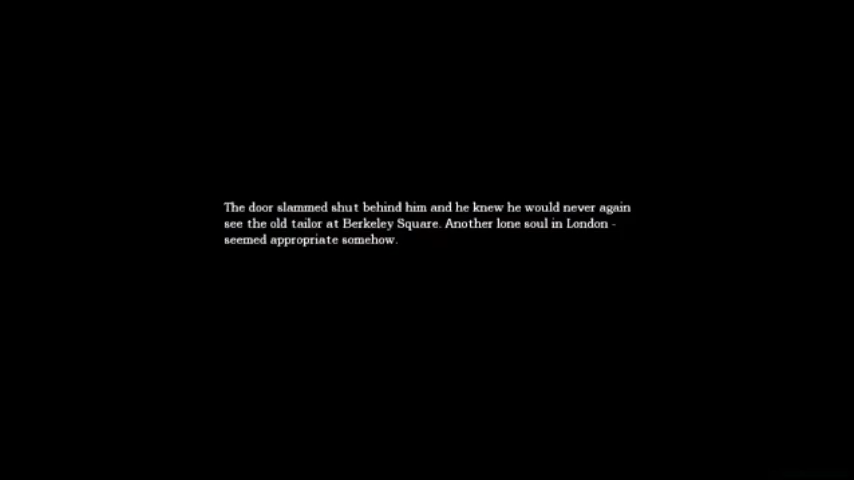 The door slammed shut behind him and he knew he would never again
see the old tailor at Berkeley Square. Another lone soul in London -
seemed appropriate somehow.